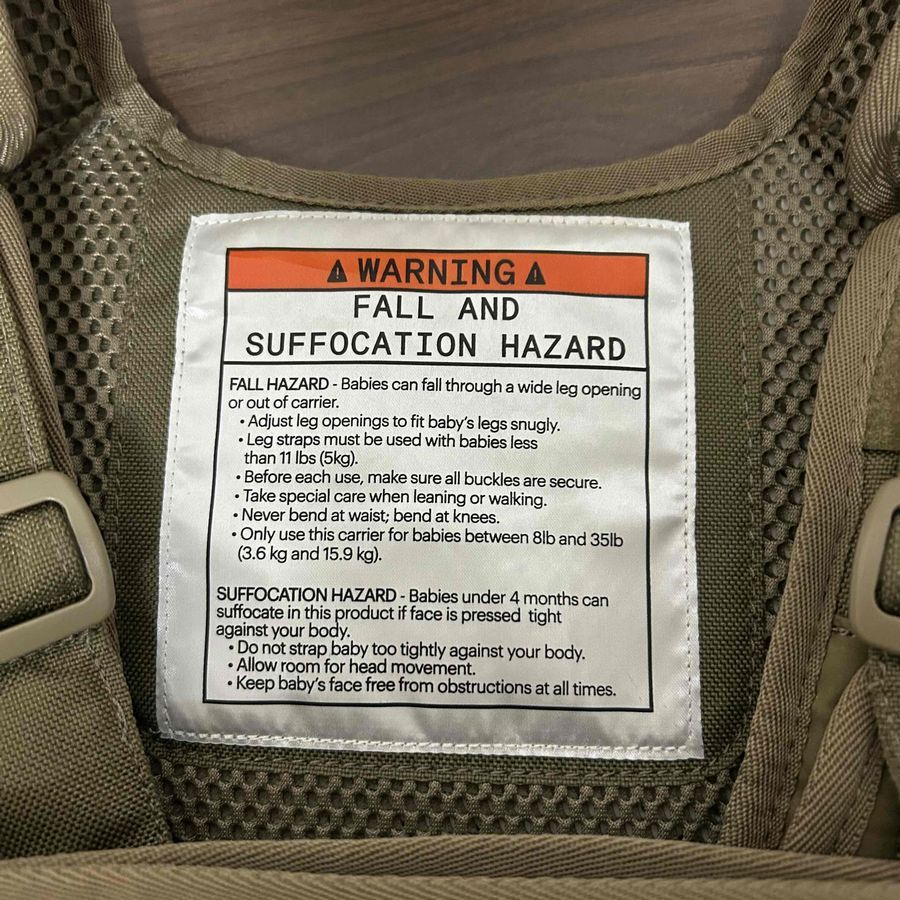 ⚠ WARNING ⚠
FALL AND
SUFFOCATION HAZARD
FALL HAZARD - Babies can fall through a wide leg opening
or out of carrier.
• Adjust leg openings to fit baby's legs snugly.
• Leg straps must be used with babies less
than 11 lbs (5kg).
• Before each use, make sure all buckles are secure.
• Take special care when leaning or walking.
• Never bend at waist; bend at knees.
• Only use this carrier for babies between 8lb and 35lb
(3.6 kg and 15.9 kg).
SUFFOCATION HAZARD - Babies under 4 months can
suffocate in this product if face is pressed tight
against your body.
• Do not strap baby too tightly against your body.
• Allow room for head movement.
• Keep baby's face free from obstructions at all times.